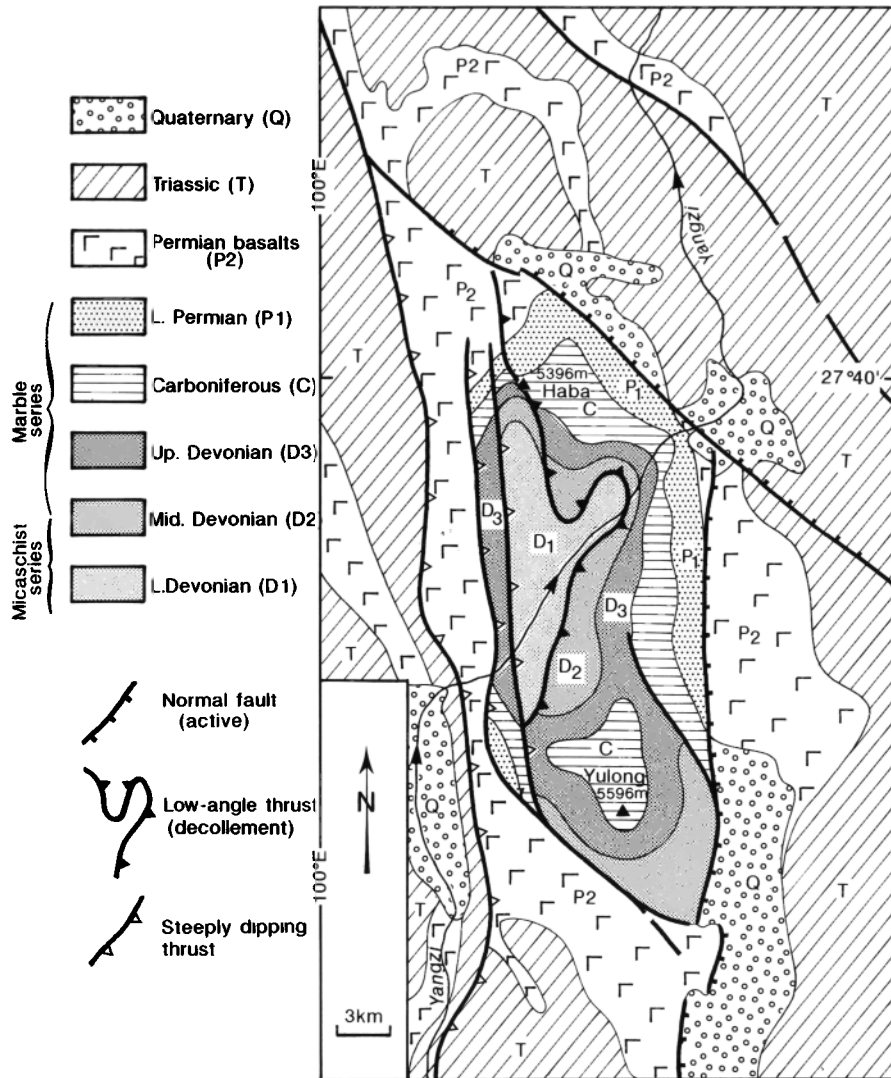 Quaternary (Q)
Triassic (T)
Permian basalts
(P2)
L. Permian (P1)
Carboniferous (C)
Up. Devonian (D3)
Mid. Devonian (D2)
L.Devonian (D1)
Marble
series
Micaschist
series
Normal fault
(active)
Low-angle thrust
(decollement)
Steeply dipping
thrust
100°E
P2
P2
T
T
T
Yangzi
Q
P2
T
27°40'
5396m
Haba
C
P1
Q
T
D3
D1
P1
D3
P2
T
D2
C
Yulong
5596m
N
Q
Q
100°E
P2
T
T
Yangzi
3km
T